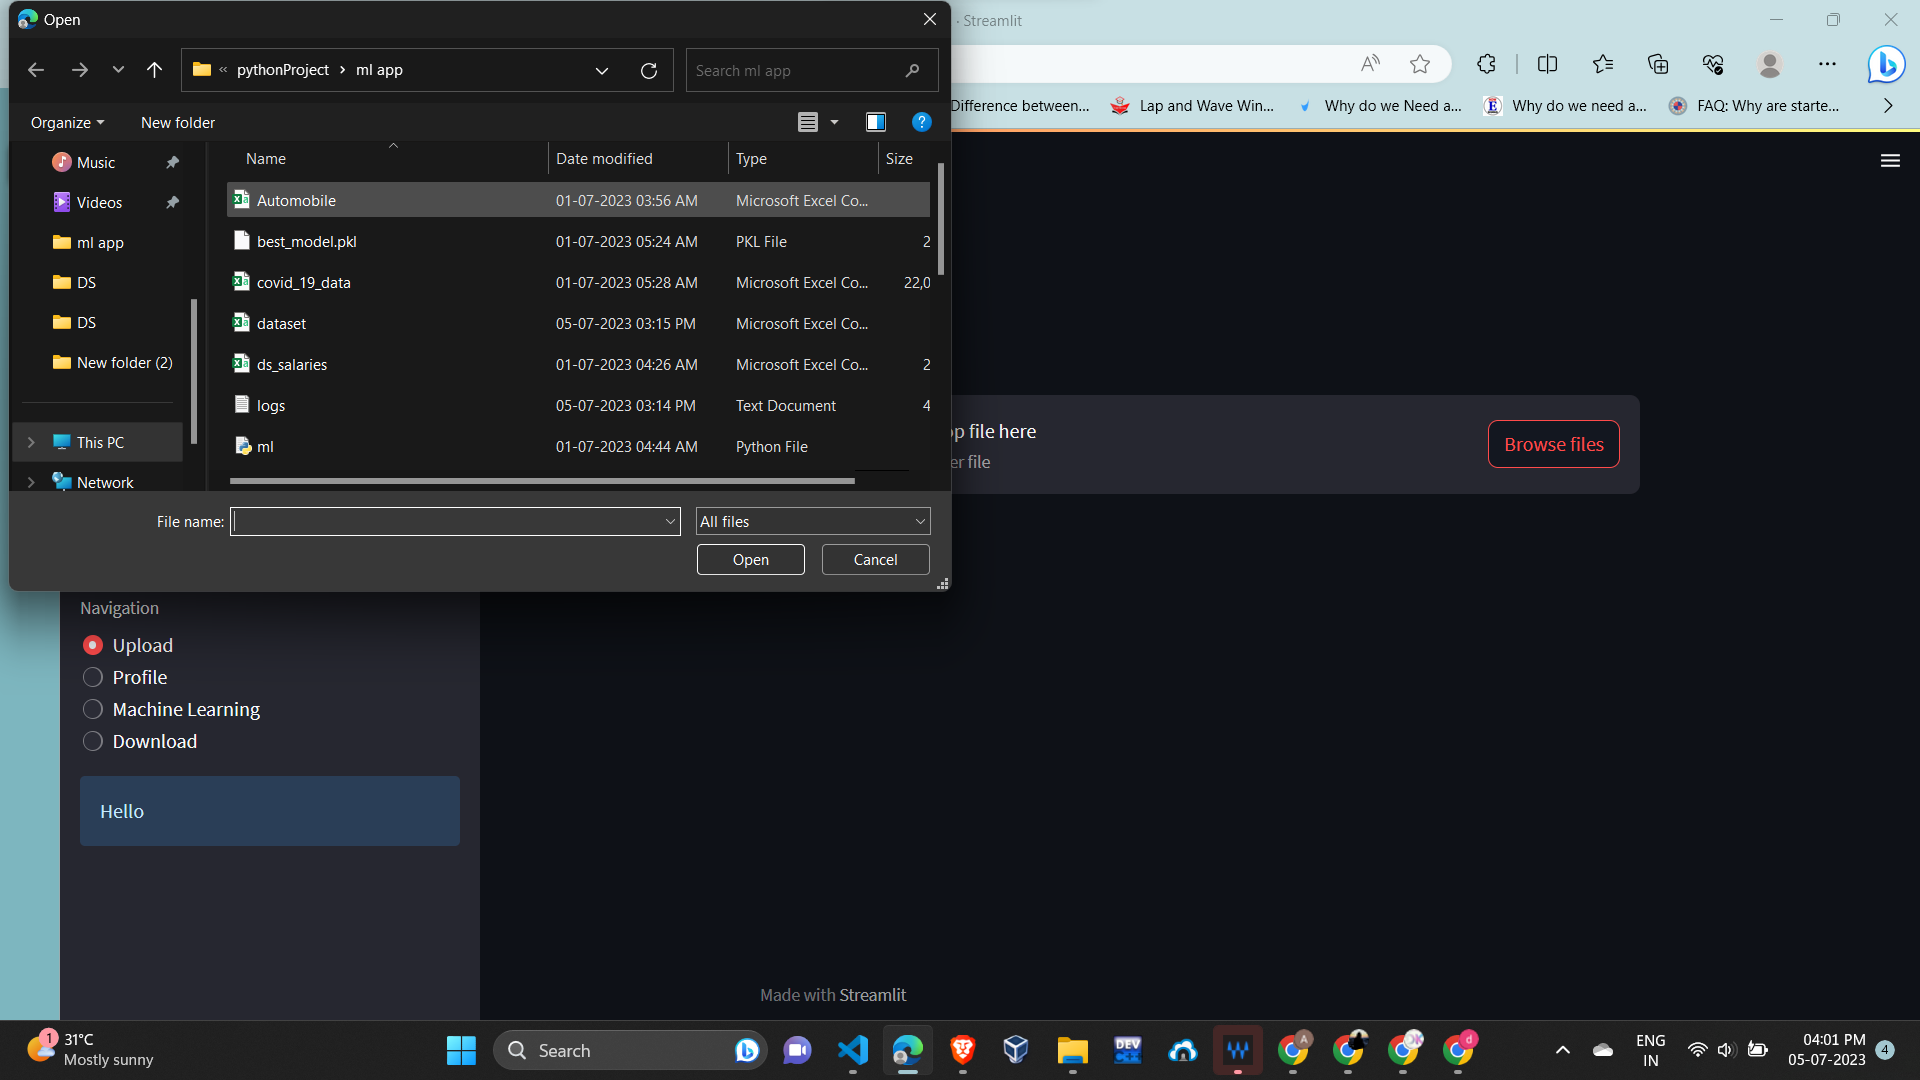 Open
- Streamlit
« pythonProject › ml app
Search ml app
Organize
New folder
Difference between...
Lap and Wave Win...
Why do we Need a...
Why do we need a...
FAQ: Why are starte...
Name
Date modified
Type
Size
Music
Videos
ml app
DS
DS
New folder (2)
This PC
Network
Automobile 01-07-2023 03:56 AM Microsoft Excel Co...
best_model.pkl 01-07-2023 05:24 AM PKL File 2
covid_19_data 01-07-2023 05:28 AM Microsoft Excel Co... 22,0
dataset 05-07-2023 03:15 PM Microsoft Excel Co...
ds_salaries 01-07-2023 04:26 AM Microsoft Excel Co... 2
logs 05-07-2023 03:14 PM Text Document 4
ml 01-07-2023 04:44 AM Python File
File name:
All files
Open
Cancel
op file here
er file
Browse files
Navigation
Upload
Profile
Machine Learning
Download
Hello
Made with Streamlit
1
31°C
Mostly sunny
Search
DEV
C++
A
d
ENG
IN
04:01 PM
05-07-2023
4